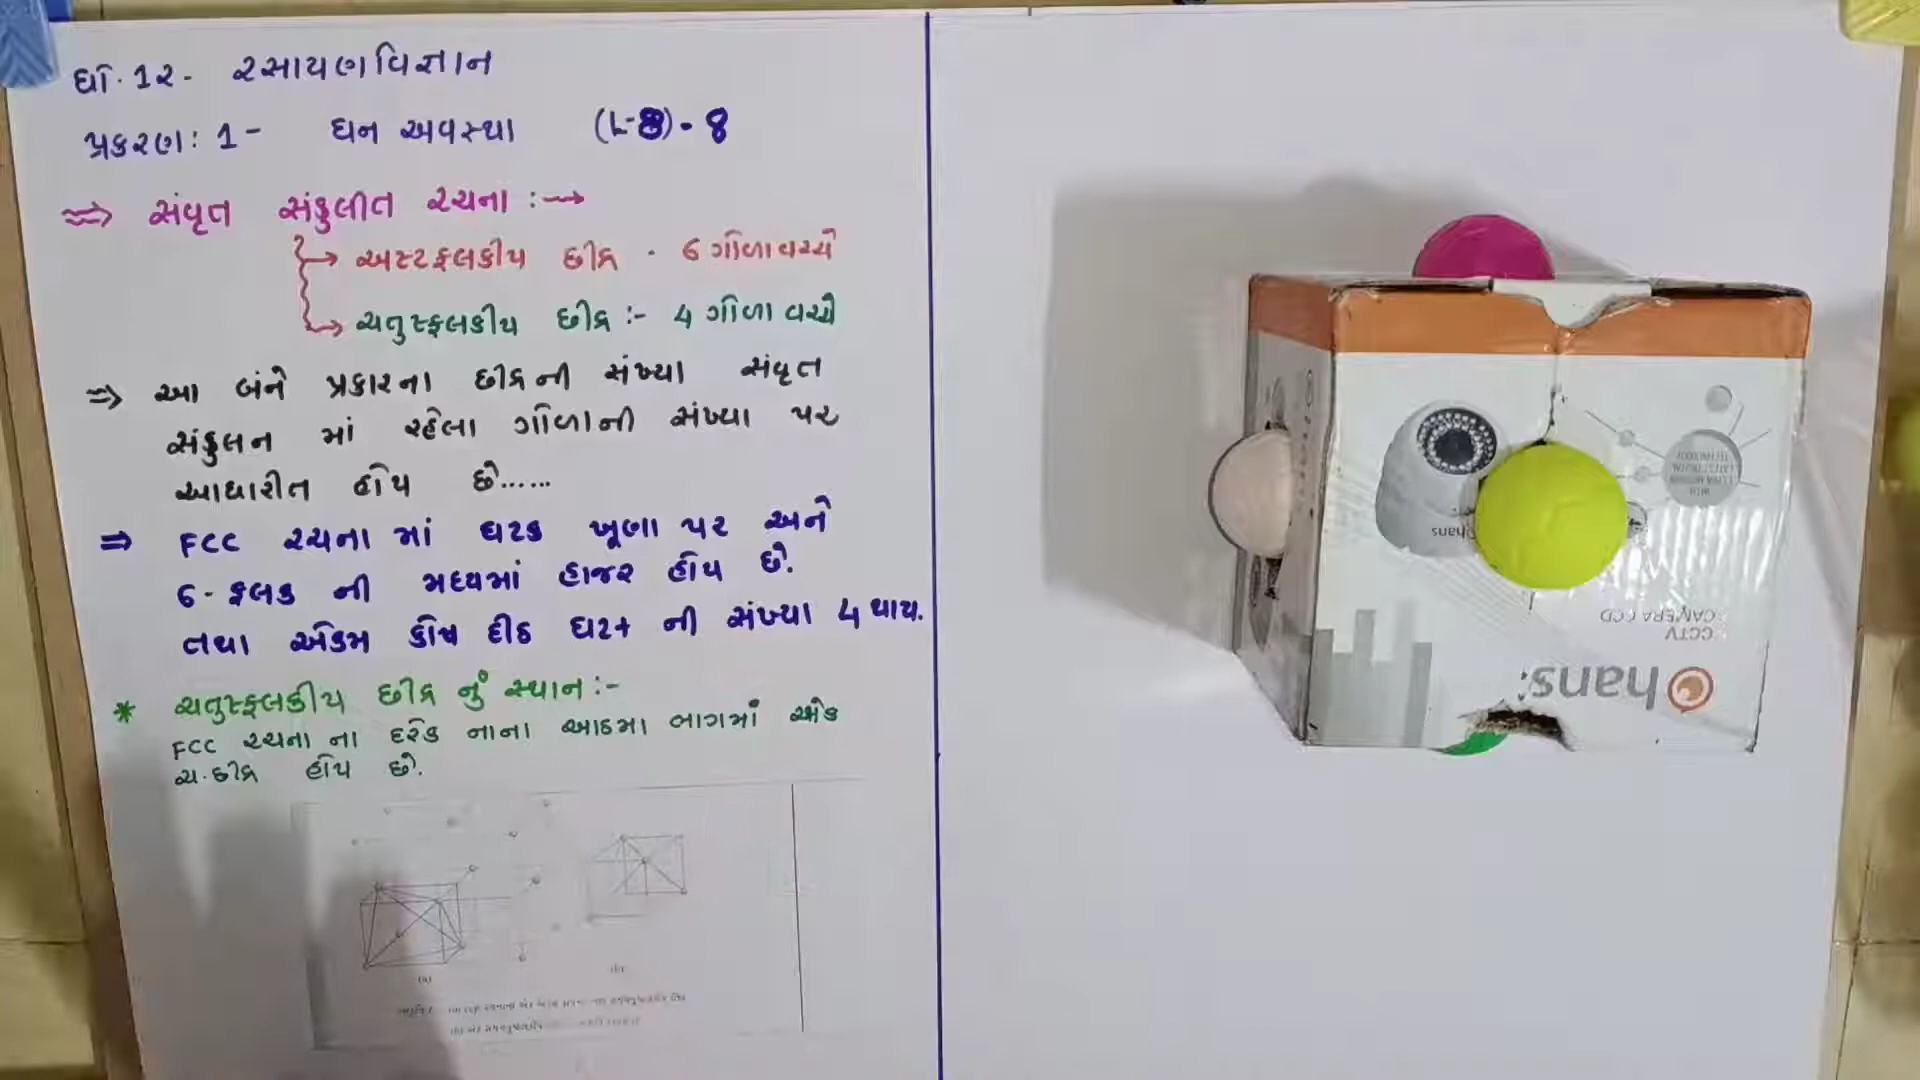 ધો. 12 - રસાયણવિજ્ઞાન
પ્રકરણ: 1 - ઘન અવસ્થા (L-8) - 8
⇒ સંવૃત સંકુલીત રચના :→
→ અષ્ટફલકીય છીદ્ર · 6 ગોળા વચ્ચે
→ ચતુષ્ફલકીય છીદ્ર :- 4 ગોળા વચ્ચે
⇒ આ બંને પ્રકારના છીદ્રની સંખ્યા સંવૃત
સંકુલન માં રહેલા ગોળાની સંખ્યા પર
આધારીત હોય છે......
⇒ FCC રચના માં ઘટક ખૂણા પર અને
6 - ફલક ની મધ્યમાં હાજર હોય છે.
તથા એકમ કોષ દીઠ ઘટક ની સંખ્યા 4 થાય.
* ચતુષ્ફલકીય છીદ્ર નું સ્થાન :-
FCC રચના ના દરેક નાના આઠમા ભાગમાં એક
ચ. છીદ્ર હોય છે.
(a) (b)
hans
CCTV
CAMERA CCD
hans